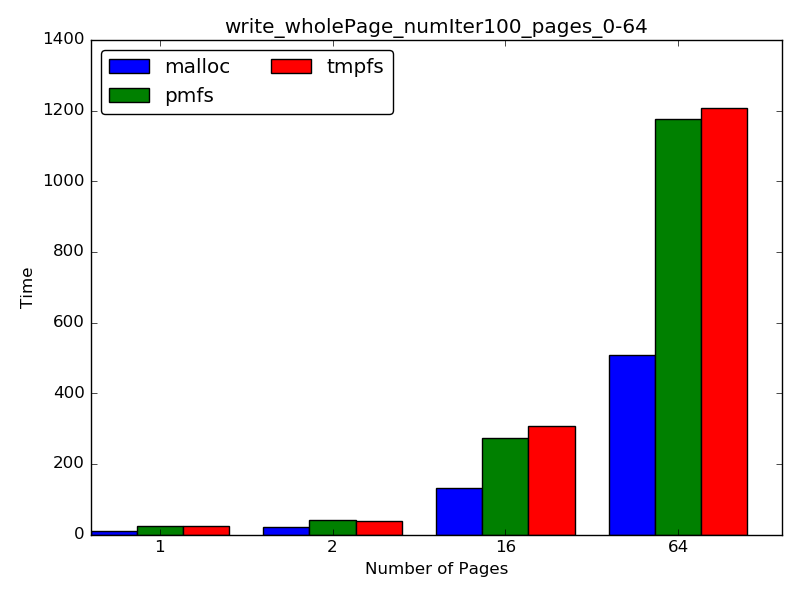 write_wholePage_numIter100_pages_0-64
1400
1200
1000
800
600
400
200
0
Time
malloc
tmpfs
pmfs
1
2
16
64
Number of Pages